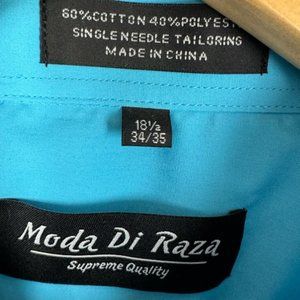 60%COTTON 40%POLYEST
SINGLE NEEDLE TAILORING
MADE IN CHINA
18½
34/35
Moda Di Raza
Supreme Quality